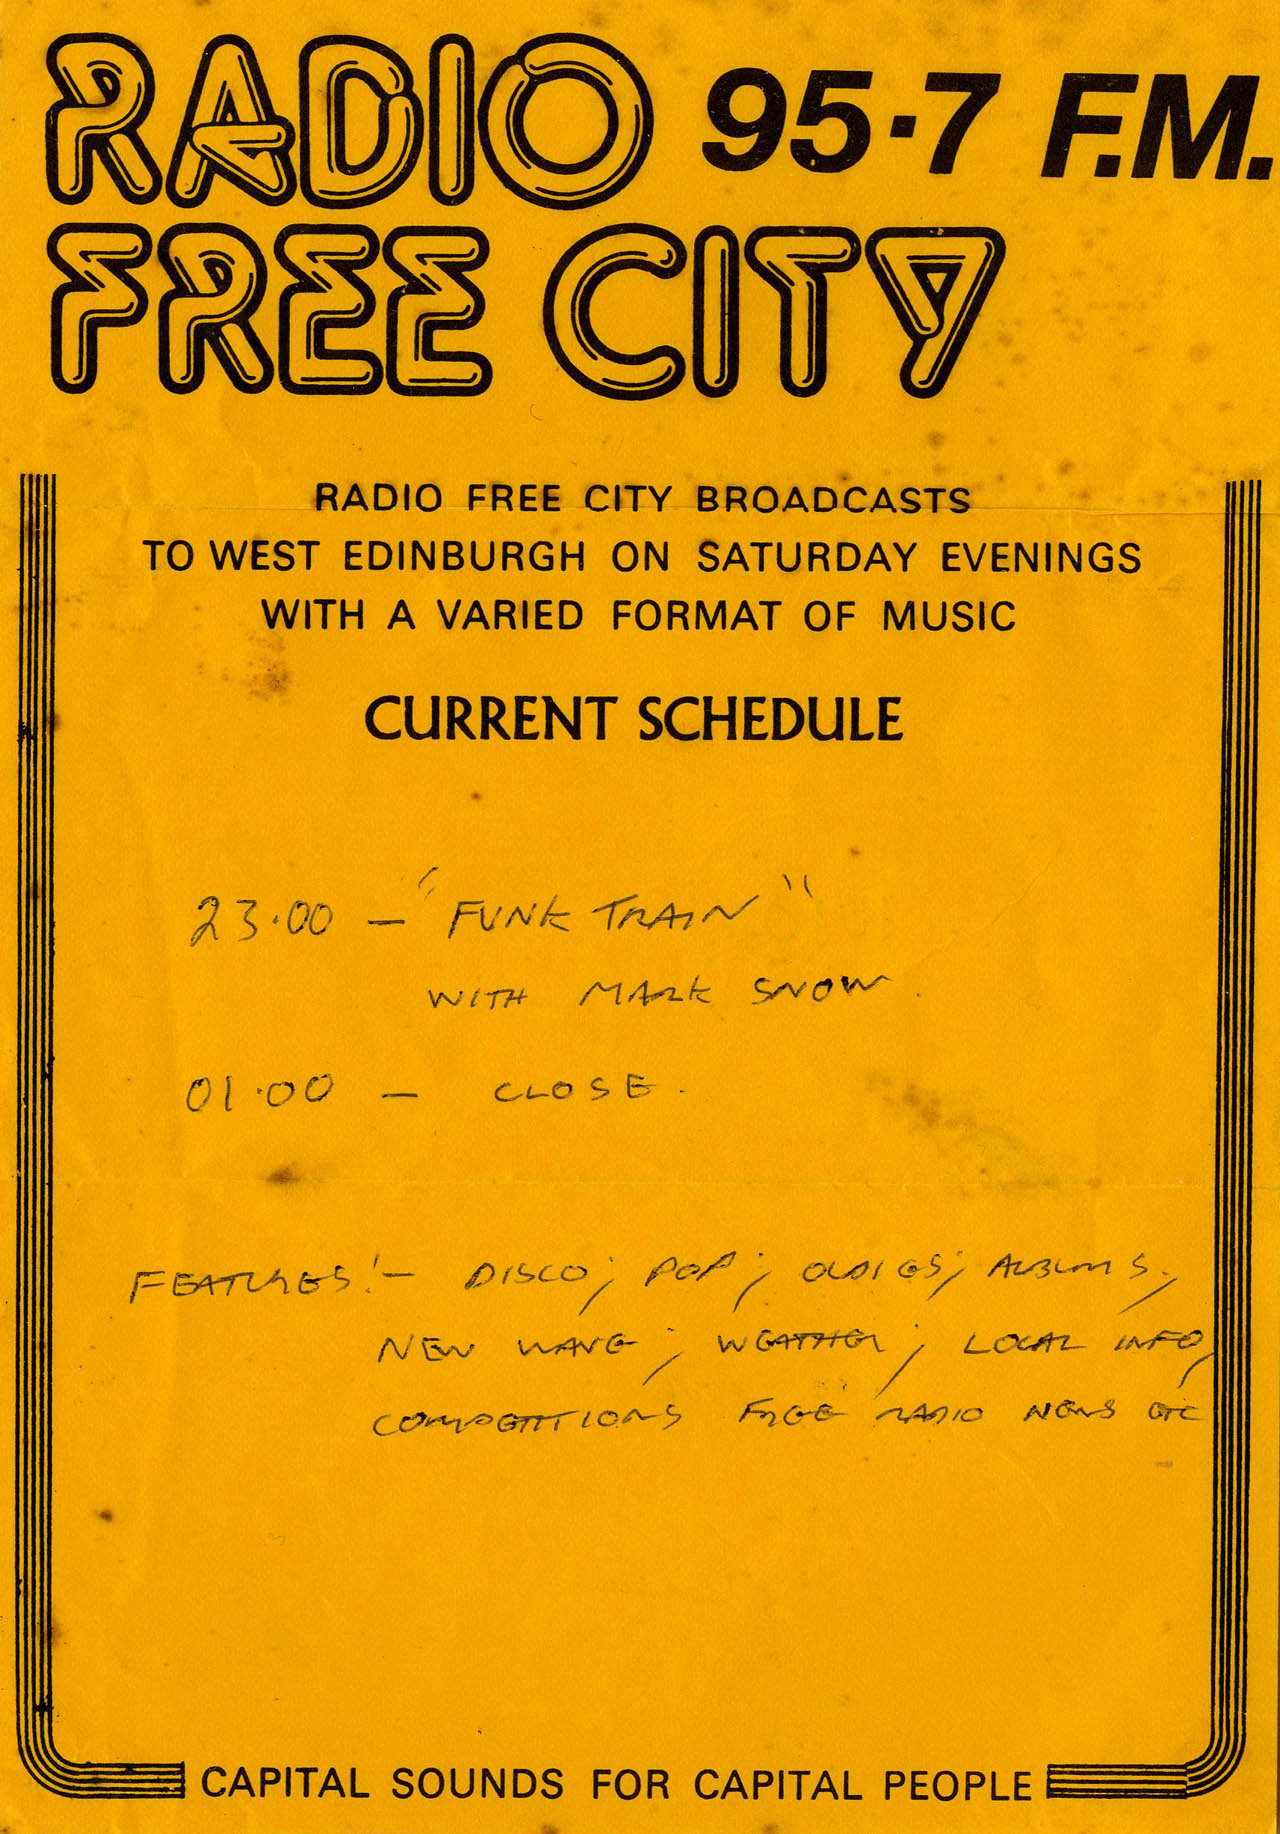 RADIO 95·7 F.M.
FREE CITY
RADIO FREE CITY BROADCASTS
TO WEST EDINBURGH ON SATURDAY EVENINGS
WITH A VARIED FORMAT OF MUSIC
CURRENT SCHEDULE
23.00 — "FUNK TRAIN"
WITH MARK SNOW.
01.00 — CLOSE.
FEATURES:— DISCO; POP; OLDIES; ALBUMS;
NEW WAVE; WEATHER; LOCAL INFO,
COMPETITIONS FREE RADIO NEWS ETC
CAPITAL SOUNDS FOR CAPITAL PEOPLE